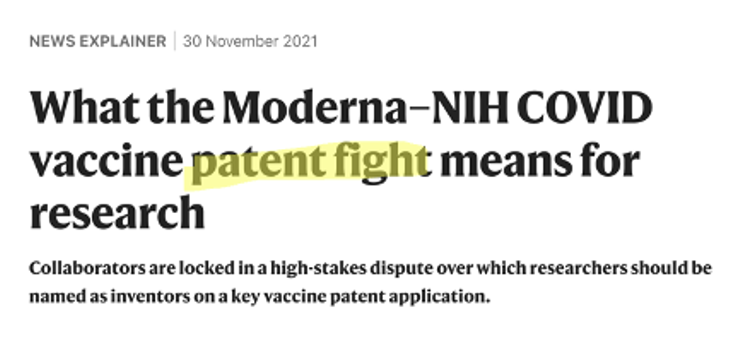 NEWS EXPLAINER | 30 November 2021
What the Moderna–NIH COVID
vaccine patent fight means for
research
Collaborators are locked in a high-stakes dispute over which researchers should be
named as inventors on a key vaccine patent application.